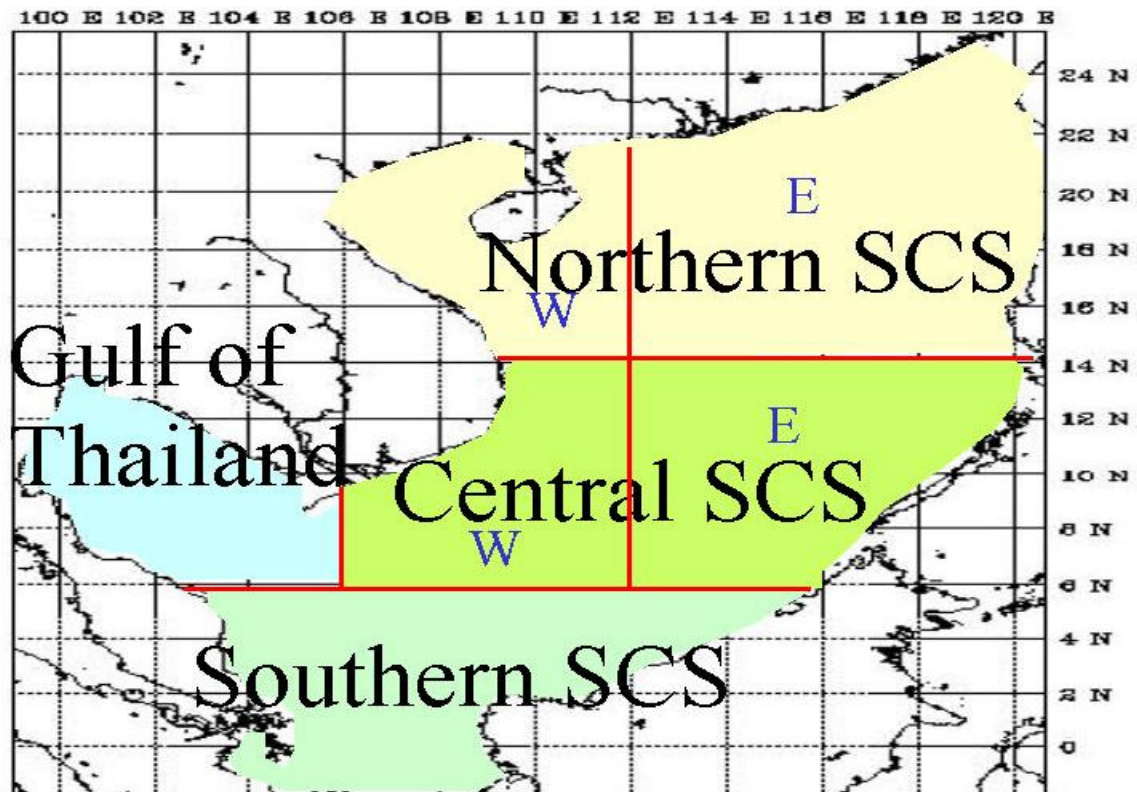 100 E 102 E 104 E 106 E 108 E 110 E 112 E 114 E 116 E 118 E 120 E
24 N
22 N
20 N
E
18 N
Northern SCS
W
16 N
Gulf of
Thailand
14 N
12 N
E
10 N
Central SCS
8 N
W
6 N
4 N
Southern SCS
2 N
0